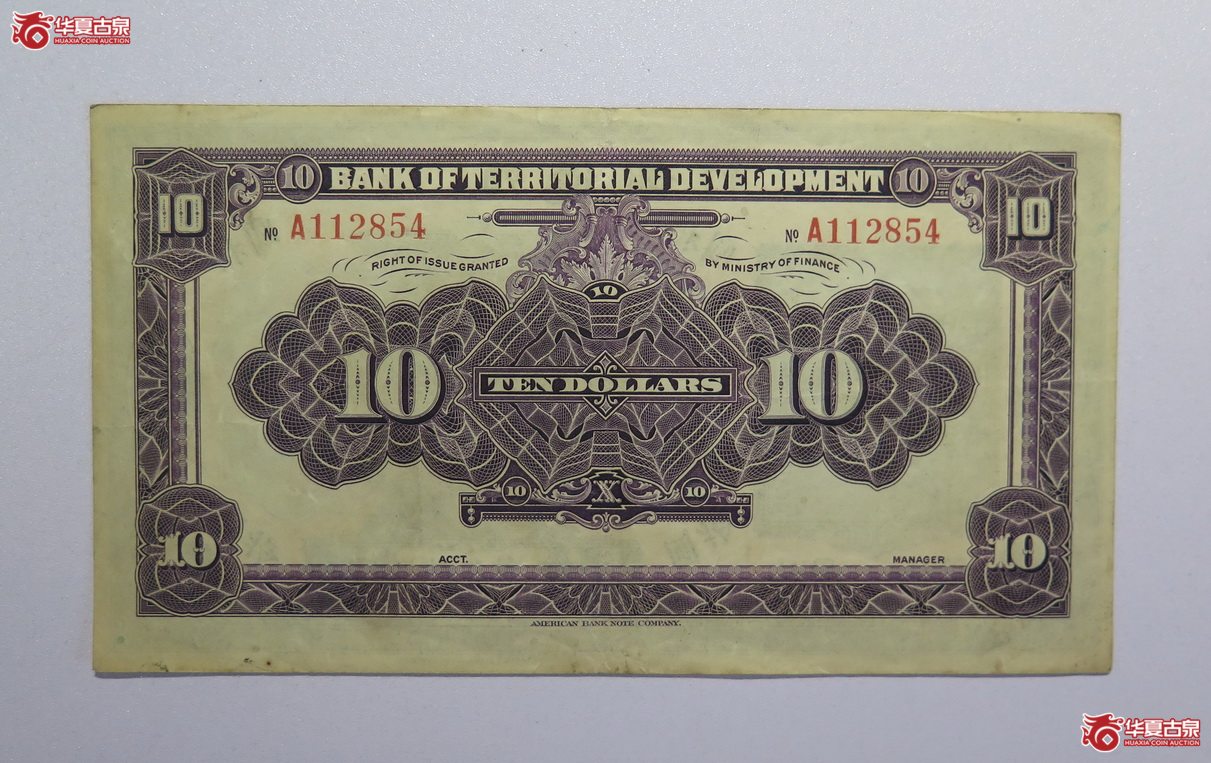 华夏古泉
HUAXIA COIN AUCTION
10 BANK OF TERRITORIAL DEVELOPMENT 10
10 10
Nº A112854 Nº A112854
RIGHT OF ISSUE GRANTED BY MINISTRY OF FINANCE
10
10 TEN DOLLARS 10
10 X 10
10 10
ACCT. MANAGER
AMERICAN BANK NOTE COMPANY.
华夏古泉
HUAXIA COIN AUCTION